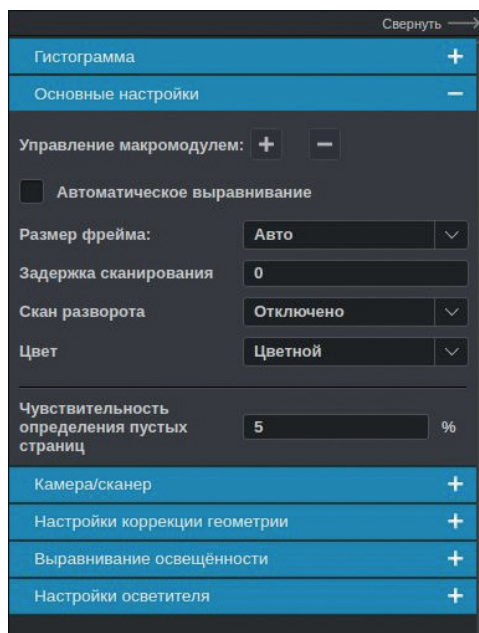 Свернуть
Гистограмма
Основные настройки
Управление макромодулем:
Автоматическое выравнивание
Размер фрейма: Авто
Задержка сканирования 0
Скан разворота Отключено
Цвет Цветной
Чувствительность
определения пустых 5 %
страниц
Камера/сканер
Настройки коррекции геометрии
Выравнивание освещённости
Настройки осветителя